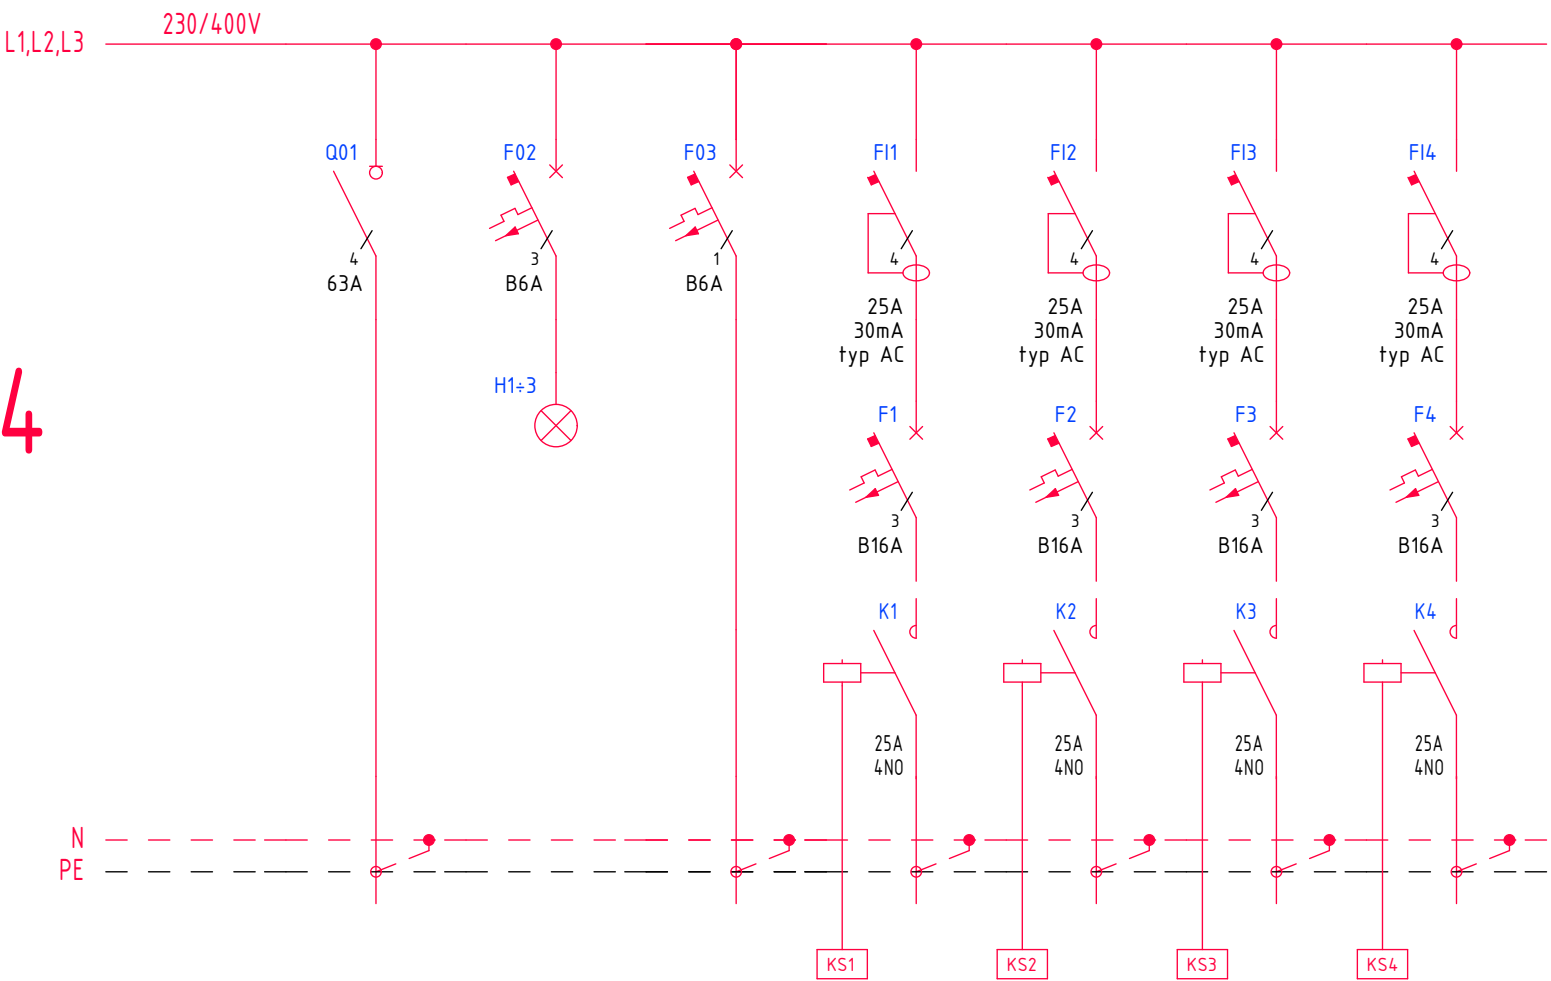 230/400V
L1,L2,L3
Q01 F02 F03 FI1 FI2 FI3 FI4
4 3 1 4 4 4 4
63A B6A B6A
25A 25A 25A 25A
30mA 30mA 30mA 30mA
typ AC typ AC typ AC typ AC
H1÷3
4
F1 F2 F3 F4
3 3 3 3
B16A B16A B16A B16A
K1 K2 K3 K4
25A 25A 25A 25A
4NO 4NO 4NO 4NO
N
PE
KS1 KS2 KS3 KS4